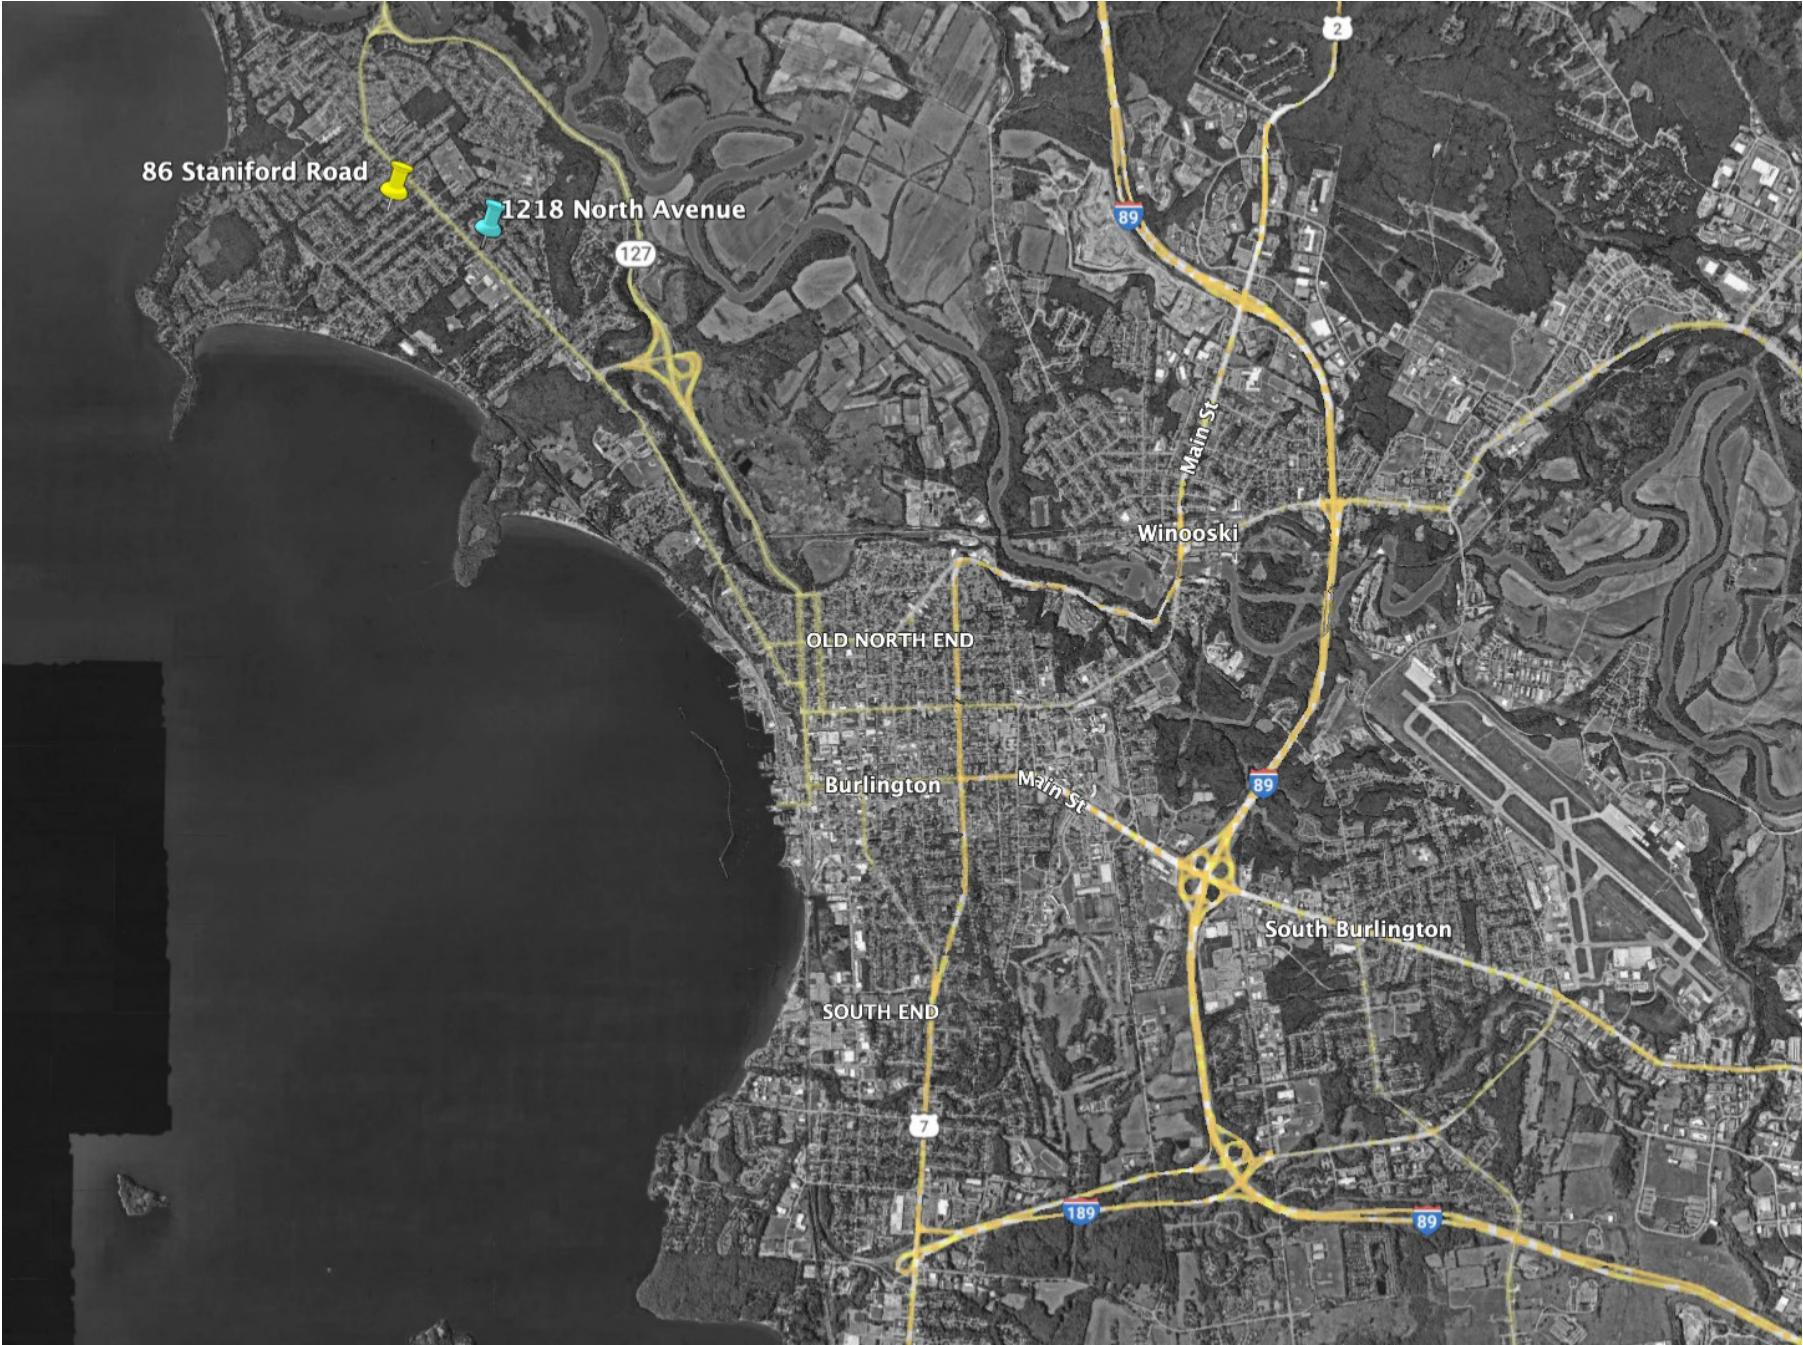 2
86 Staniford Road
1218 North Avenue
89
127
Main St
Winooski
OLD NORTH END
Burlington
Main St
89
South Burlington
SOUTH END
7
189
89